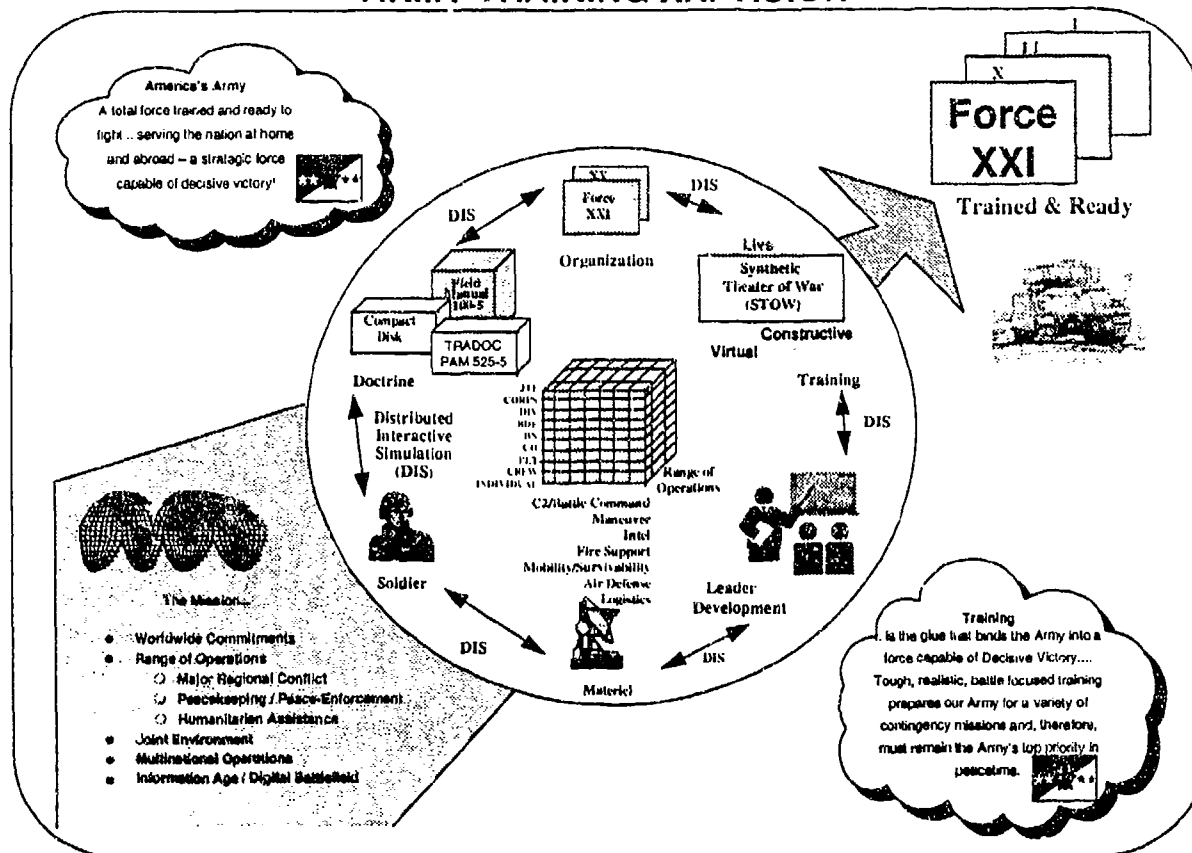 America's Army
A total force trained and ready to
fight .. serving the nation at home
and abroad – a strategic force
capable of decisive victory!
I
II
X
Force
XXI
Trained & Ready
XX
Force
XXI
Organization
DIS
DIS
Field
Manual
100-5
Compact
Disk
TRADOC
PAM 525-5
Doctrine
Live
Synthetic
Theater of War
(STOW)
Constructive
Virtual
Training
DIS
Distributed
Interactive
Simulation
(DIS)
JTF
CORPS
DIV
BDE
BN
CO
PLT
CREW
INDIVIDUAL
Range of
Operations
C2/Battle Command
Maneuver
Intel
Fire Support
Mobility/Survivability
Air Defense
Logistics
Soldier
DIS
Materiel
DIS
Leader
Development
The Mission...
Worldwide Commitments
Range of Operations
Major Regional Conflict
Peacekeeping / Peace-Enforcement
Humanitarian Assistance
Joint Environment
Multinational Operations
Information Age / Digital Battlefield
Training
.. is the glue that binds the Army into a
force capable of Decisive Victory....
Tough, realistic, battle focused training
prepares our Army for a variety of
contingency missions and, therefore,
must remain the Army's top priority in
peacetime.